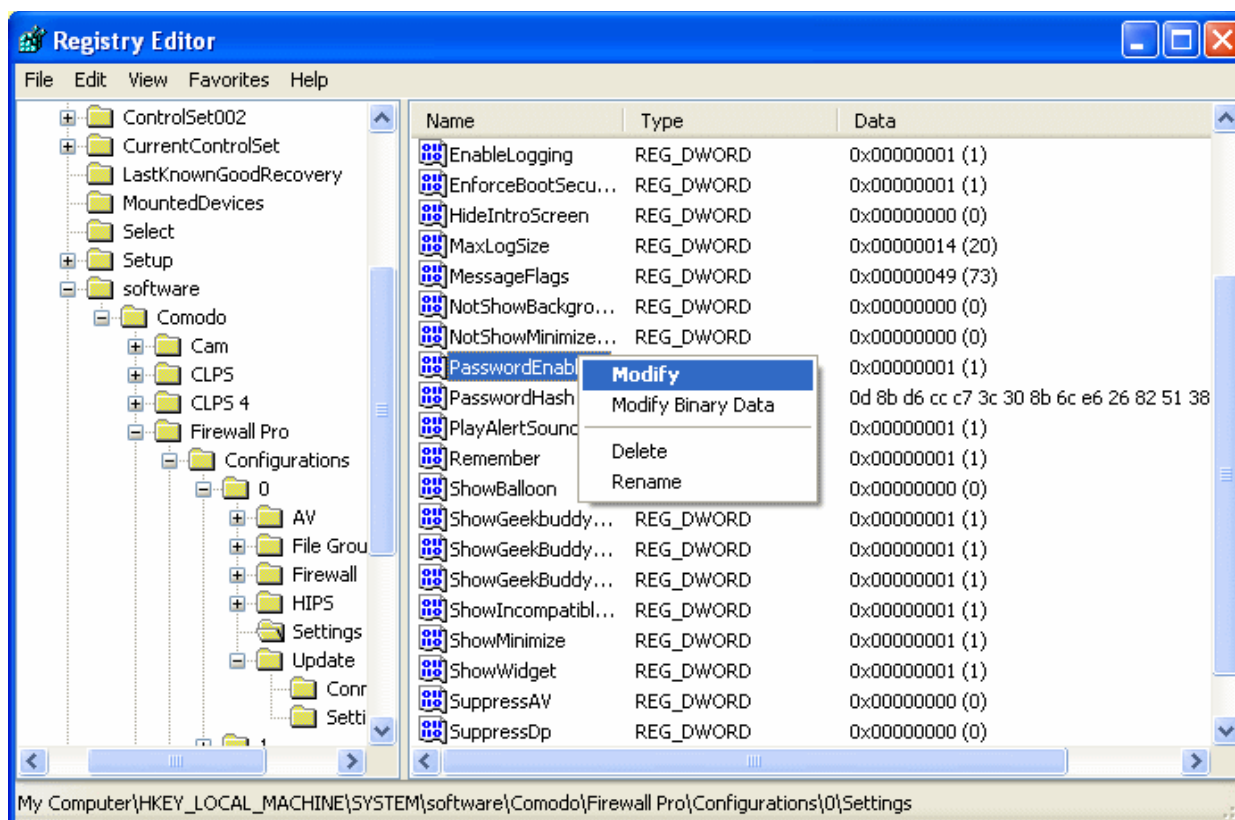 Registry Editor
File Edit View Favorites Help
ControlSet002
CurrentControlSet
LastKnownGoodRecovery
MountedDevices
Select
Setup
software
Comodo
Cam
CLPS
CLPS 4
Firewall Pro
Configurations
0
AV
File Grou
Firewall
HIPS
Settings
Update
Conr
Setti
1
Name Type Data
EnableLogging REG_DWORD 0x00000001 (1)
EnforceBootSecu... REG_DWORD 0x00000001 (1)
HideIntroScreen REG_DWORD 0x00000000 (0)
MaxLogSize REG_DWORD 0x00000014 (20)
MessageFlags REG_DWORD 0x00000049 (73)
NotShowBackgro... REG_DWORD 0x00000000 (0)
NotShowMinimize... REG_DWORD 0x00000000 (0)
PasswordEnabl 0x00000001 (1)
PasswordHash 0d 8b d6 cc c7 3c 30 8b 6c e6 26 82 51 38
PlayAlertSound 0x00000001 (1)
Remember 0x00000001 (1)
ShowBalloon 0x00000000 (0)
ShowGeekbuddy... REG_DWORD 0x00000001 (1)
ShowGeekBuddy... REG_DWORD 0x00000001 (1)
ShowGeekBuddy... REG_DWORD 0x00000001 (1)
ShowIncompatibl... REG_DWORD 0x00000001 (1)
ShowMinimize REG_DWORD 0x00000001 (1)
ShowWidget REG_DWORD 0x00000001 (1)
SuppressAV REG_DWORD 0x00000000 (0)
SuppressDp REG_DWORD 0x00000000 (0)
Modify
Modify Binary Data
Delete
Rename
My Computer\HKEY_LOCAL_MACHINE\SYSTEM\software\Comodo\Firewall Pro\Configurations\0\Settings